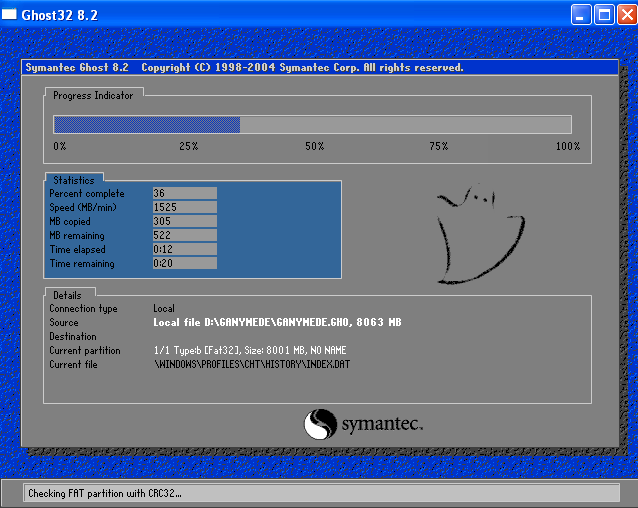 Ghost32 8.2
Symantec Ghost 8.2 Copyright (C) 1998-2004 Symantec Corp. All rights reserved.
Progress Indicator
0% 25% 50% 75% 100%
Statistics
Percent complete 36
Speed (MB/min) 1525
MB copied 305
MB remaining 522
Time elapsed 0:12
Time remaining 0:20
Details
Connection type Local
Source Local file D:\GANYMEDE\GANYMEDE.GHO, 8063 MB
Destination
Current partition 1/1 Type:b [Fat32], Size: 8001 MB, NO NAME
Current file \WINDOWS\PROFILES\CHT\HISTORY\INDEX.DAT
symantec.
Checking FAT partition with CRC32...